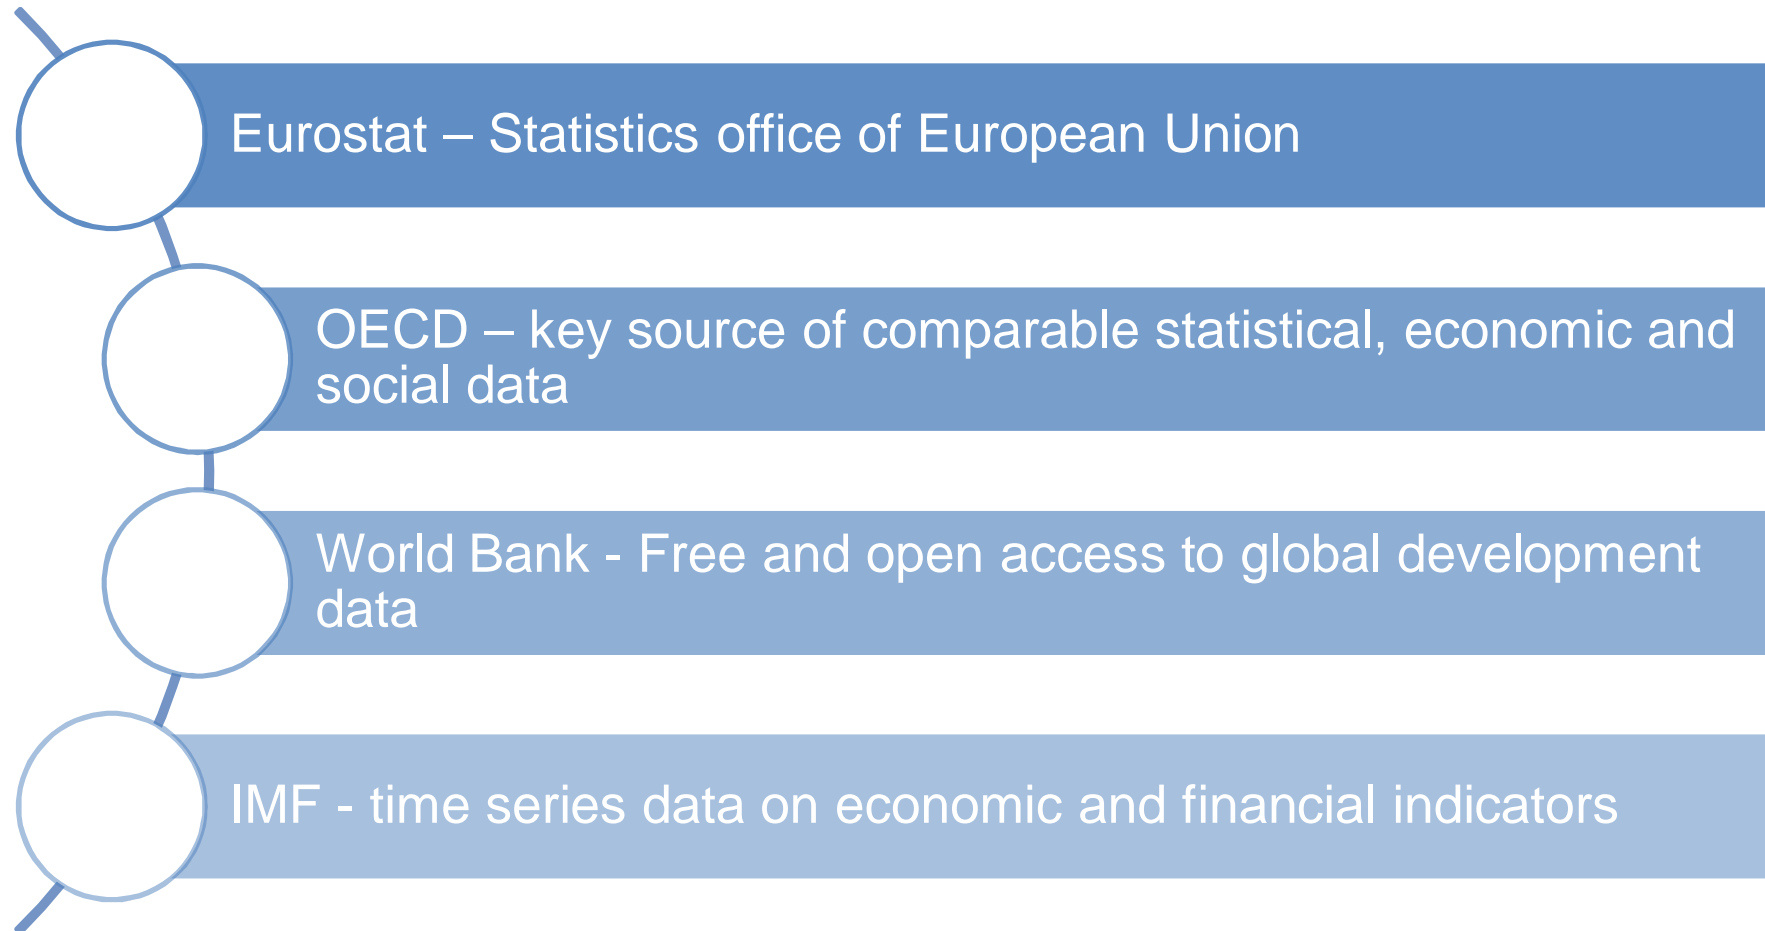 Eurostat – Statistics office of European Union
OECD – key source of comparable statistical, economic and
social data
World Bank - Free and open access to global development
data
IMF - time series data on economic and financial indicators